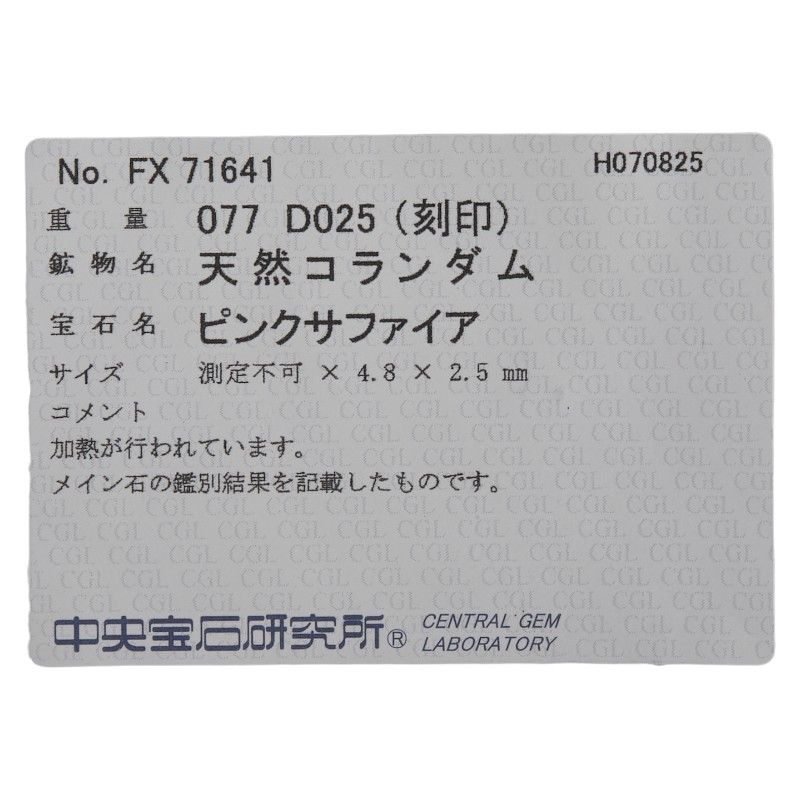 No. FX 71641 H070825
重量 077 D025 (刻印)
鉱物名 天然コランダム
宝石名 ピンクサファイア
サイズ 測定不可 × 4.8 × 2.5 mm
コメント
加熱が行われています。
メイン石の鑑別結果を記載したものです。
中央宝石研究所® CENTRAL GEM
LABORATORY